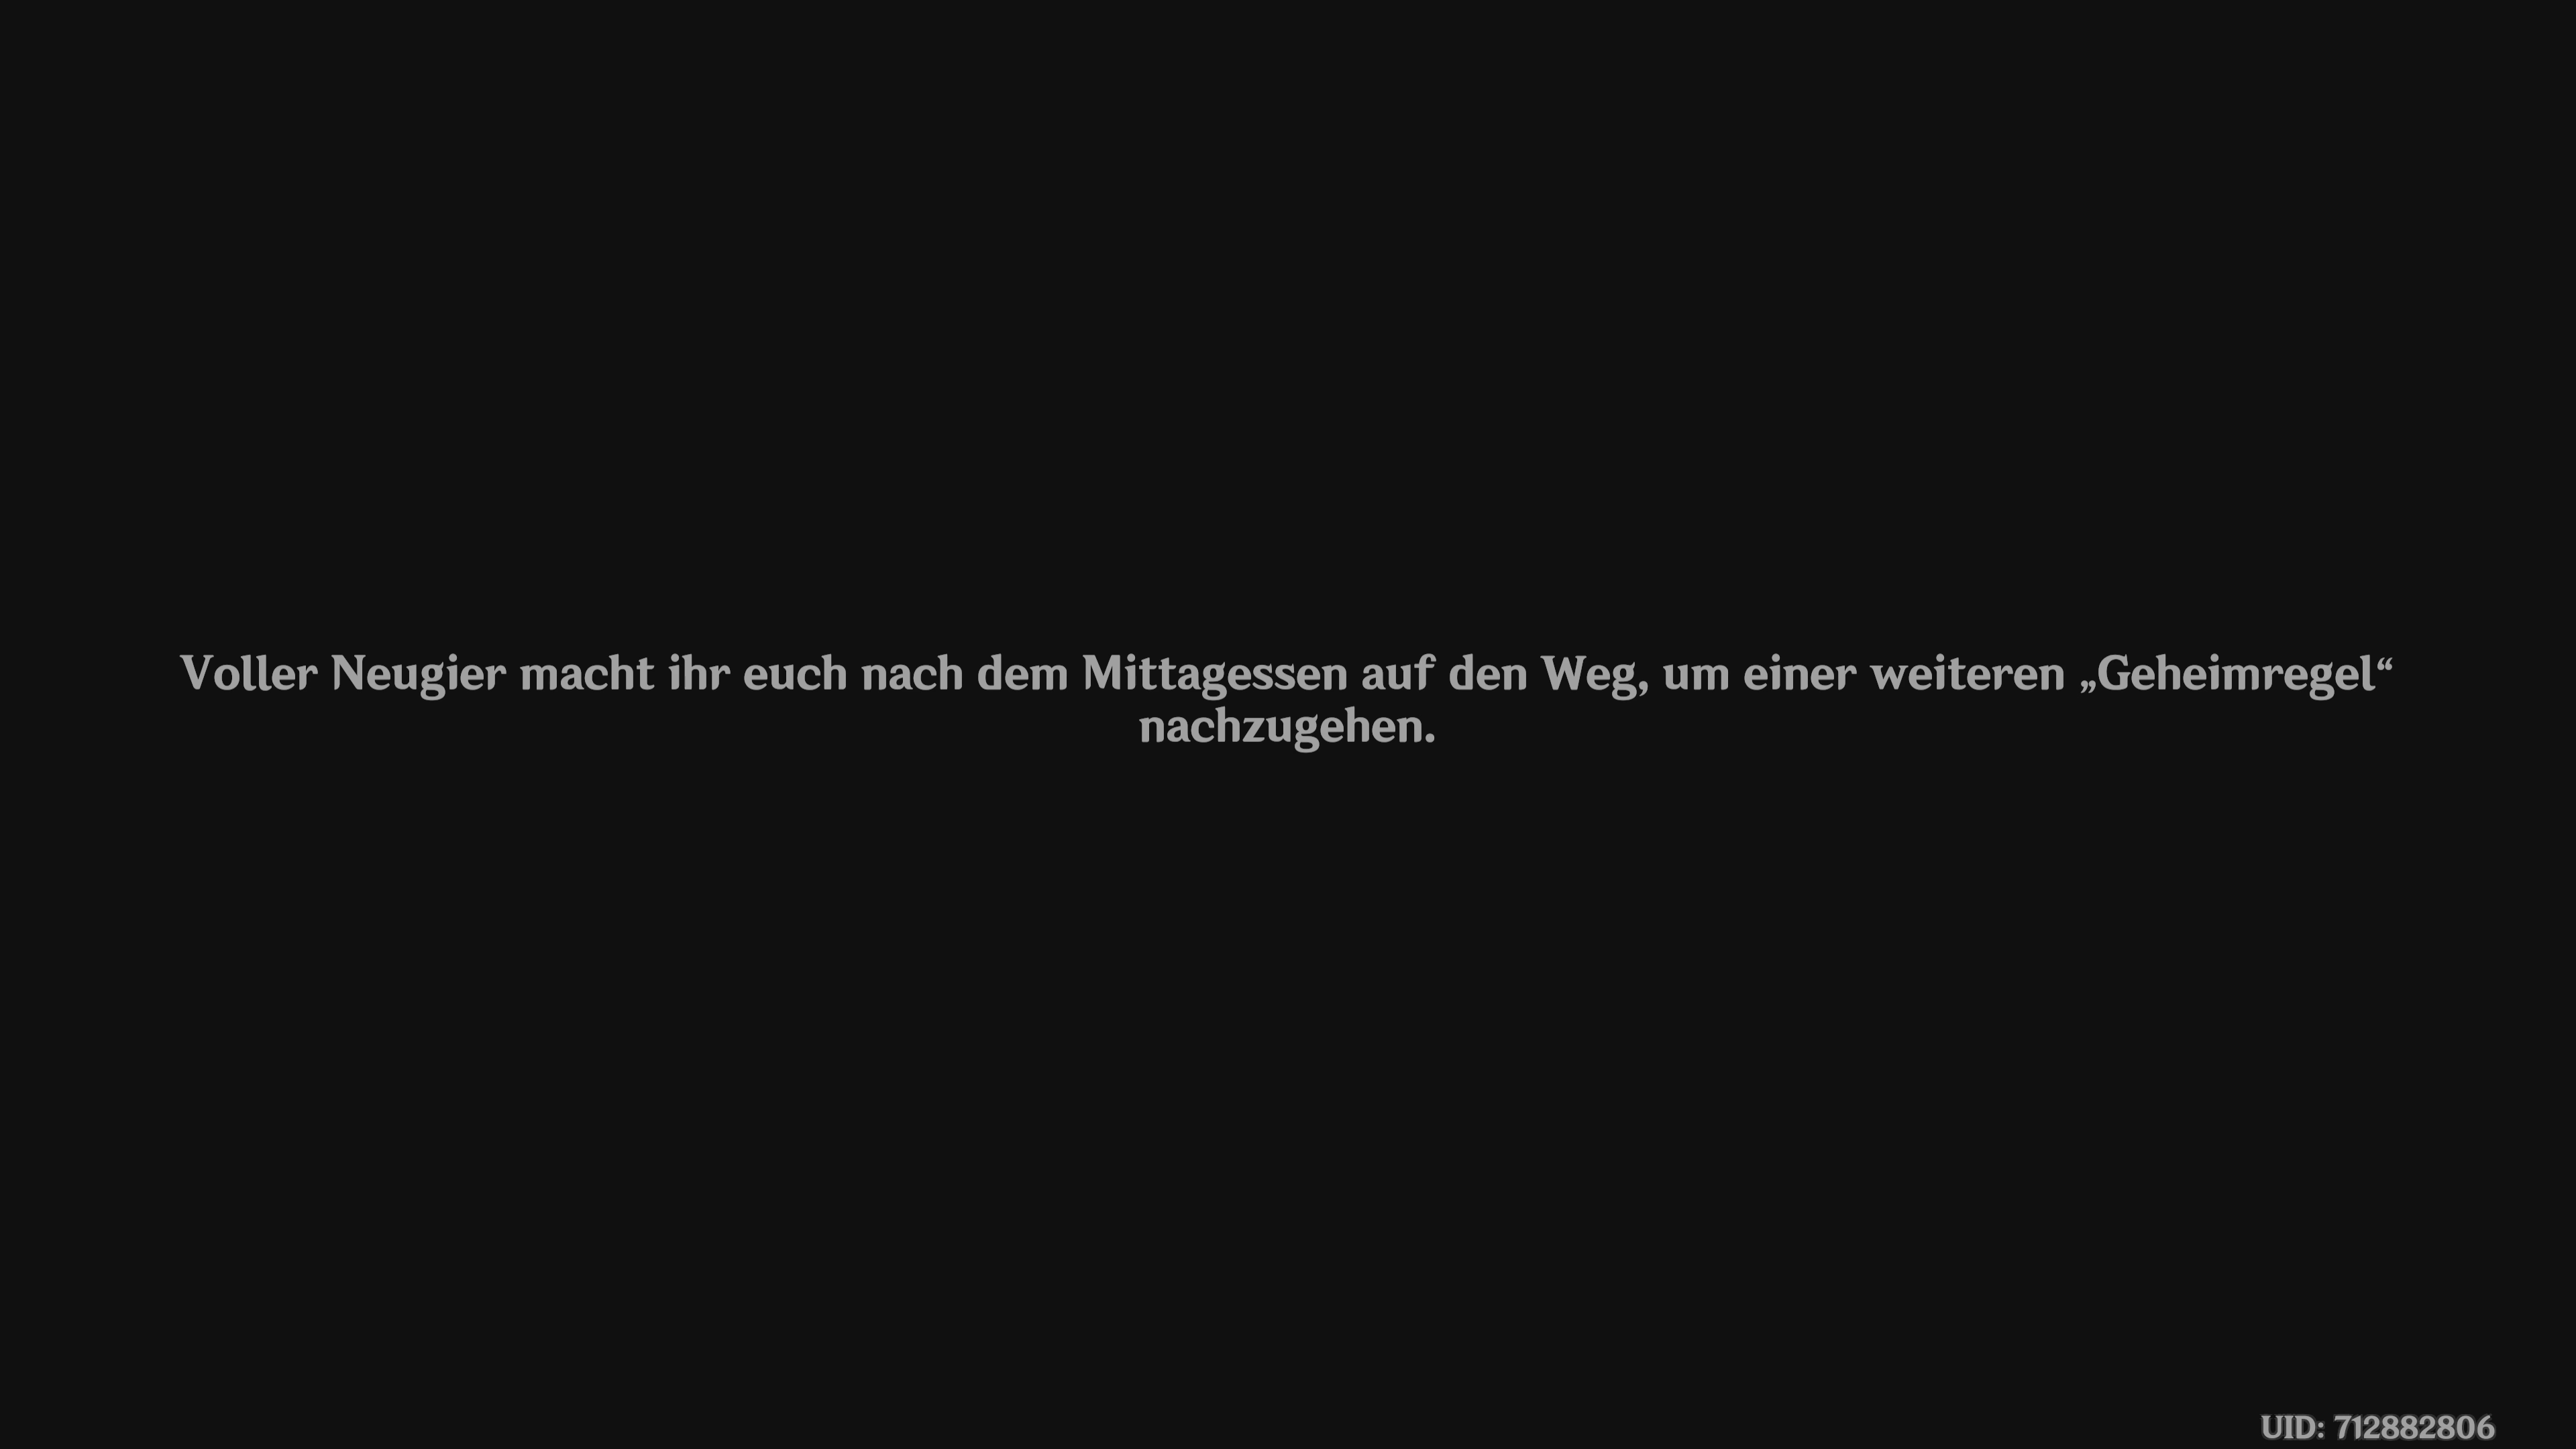 Voller Neugier macht ihr euch nach dem Mittagessen auf den Weg, um einer weiteren „Geheimregel“
nachzugehen.
UID: 712882806